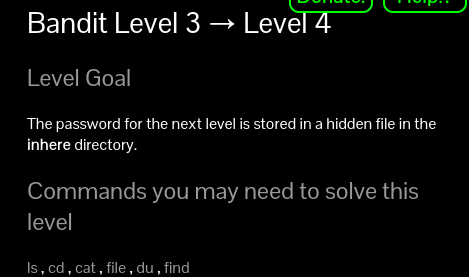 Donate! Help!?
Bandit Level 3 → Level 4
Level Goal
The password for the next level is stored in a hidden file in the
inhere directory.
Commands you may need to solve this
level
ls , cd , cat , file , du , find